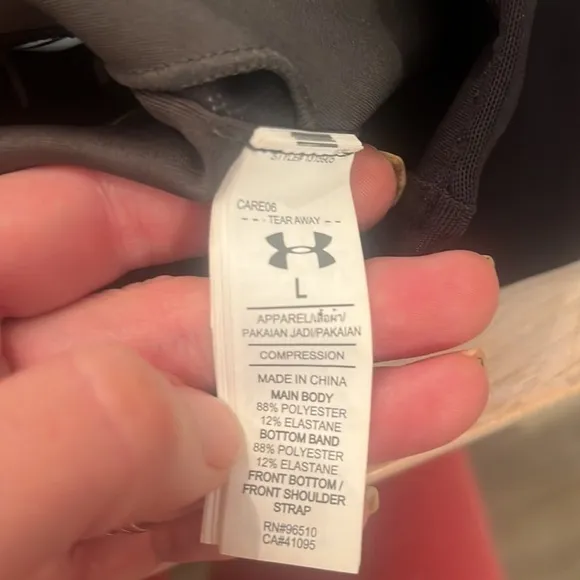 CARE06
- - - TEAR AWAY - -
L
APPAREL/เสื้อผ้า/
PAKAIAN JADI/PAKAIAN
COMPRESSION
MADE IN CHINA
MAIN BODY
88% POLYESTER
12% ELASTANE
BOTTOM BAND
88% POLYESTER
12% ELASTANE
FRONT BOTTOM /
FRONT SHOULDER
STRAP
RN#96510
CA#41095